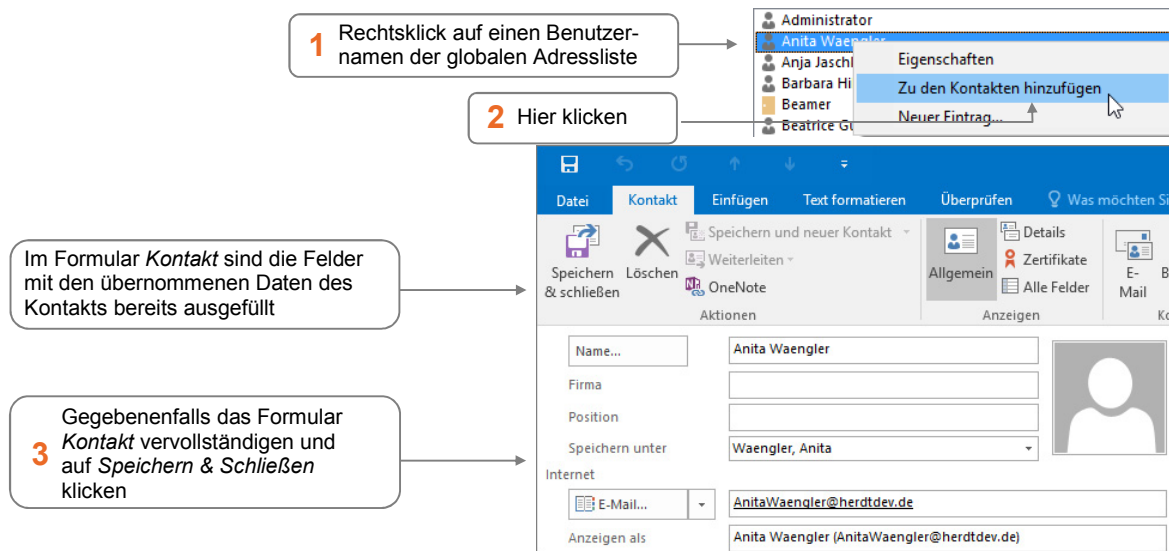 1 Rechtsklick auf einen Benutzer-
namen der globalen Adressliste
Administrator
Anita Waengler
Anja Jaschl
Barbara Hi
Beamer
Beatrice Gu
Eigenschaften
Zu den Kontakten hinzufügen
Neuer Eintrag...
2 Hier klicken
Datei Kontakt Einfügen Text formatieren Überprüfen Was möchten Si
Speichern
& schließen
Löschen
Speichern und neuer Kontakt
Weiterleiten
OneNote
Aktionen
Allgemein
Details
Zertifikate
Alle Felder
Anzeigen
E-
Mail
B
Ko
Im Formular Kontakt sind die Felder
mit den übernommenen Daten des
Kontakts bereits ausgefüllt
Name... Anita Waengler
Firma
Position
Speichern unter Waengler, Anita
Internet
E-Mail... AnitaWaengler@herdtdev.de
Anzeigen als Anita Waengler (AnitaWaengler@herdtdev.de)
3 Gegebenenfalls das Formular
Kontakt vervollständigen und
auf Speichern & Schließen
klicken